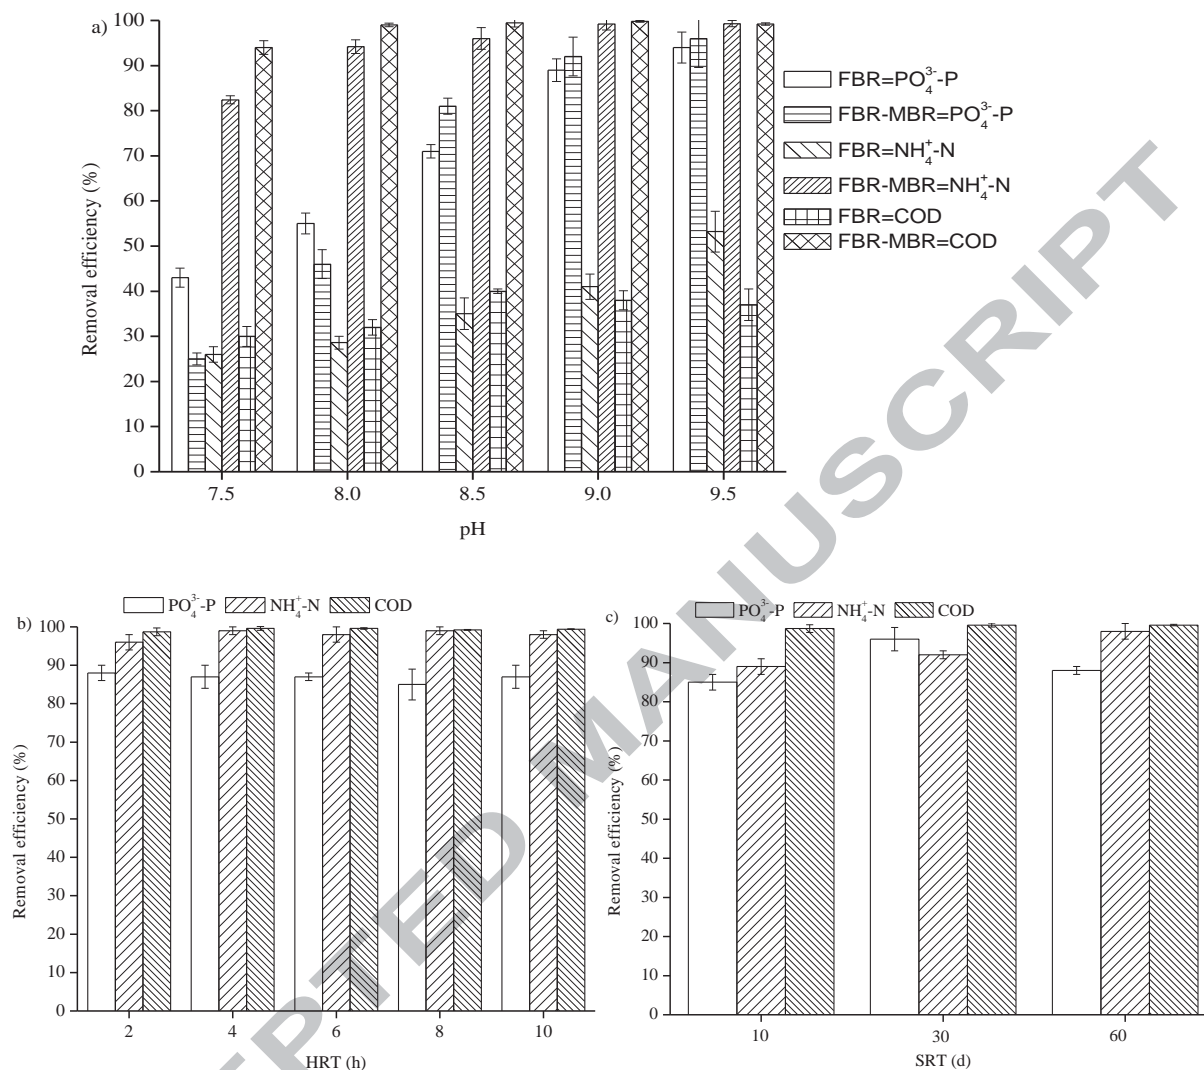 a)
100
90
80
70
60
50
40
30
20
10
0
Removal efficiency (%)
7.5 8.0 8.5 9.0 9.5
pH
FBR=PO₄³⁻-P
FBR-MBR=PO₄³⁻-P
FBR=NH₄⁺-N
FBR-MBR=NH₄⁺-N
FBR=COD
FBR-MBR=COD
b)
PO₄³⁻-P NH₄⁺-N COD
100
90
80
70
60
50
40
30
20
10
0
Removal efficiency (%)
2 4 6 8 10
HRT (h)
c)
PO₄³⁻-P NH₄⁺-N COD
100
90
80
70
60
50
40
30
20
10
0
Removal efficiency (%)
10 30 60
SRT (d)
EPTED MANUSCRIPT